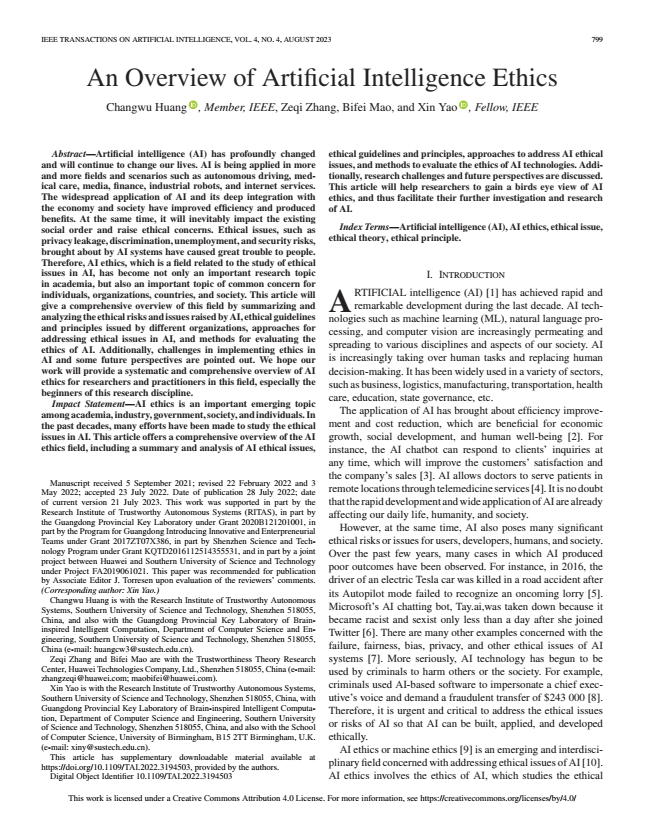 IEEE TRANSACTIONS ON ARTIFICIAL INTELLIGENCE, VOL. 4, NO. 4, AUGUST 2023
799
An Overview of Artificial Intelligence Ethics
Changwu Huang, Member, IEEE, Zeqi Zhang, Bifei Mao, and Xin Yao, Fellow, IEEE
Abstract—Artificial intelligence (AI) has profoundly changed
and will continue to change our lives. AI is being applied in more
and more fields and scenarios such as autonomous driving, med-
ical care, media, finance, industrial robots, and internet services.
The widespread application of AI and its deep integration with
the economy and society have improved efficiency and produced
benefits. At the same time, it will inevitably impact the existing
social order and raise ethical concerns. Ethical issues, such as
privacy leakage, discrimination, unemployment, and security risks,
brought about by AI systems have caused great trouble to people.
Therefore, AI ethics, which is a field related to the study of ethical
issues in AI, has become not only an important research topic
in academia, but also an important topic of common concern for
individuals, organizations, countries, and society. This article will
give a comprehensive overview of this field by summarizing and
analyzing the ethical risks and issues raised by AI, ethical guidelines
and principles issued by different organizations, approaches for
addressing ethical issues in AI, and methods for evaluating the
ethics of AI. Additionally, challenges in implementing ethics in
AI and some future perspectives are pointed out. We hope our
work will provide a systematic and comprehensive overview of AI
ethics for researchers and practitioners in this field, especially the
beginners of this research discipline.
Impact Statement—AI ethics is an important emerging topic
among academia, industry, government, society, and individuals. In
the past decades, many efforts have been made to study the ethical
issues in AI. This article offers a comprehensive overview of the AI
ethics field, including a summary and analysis of AI ethical issues,
Manuscript received 5 September 2021; revised 22 February 2022 and 3
May 2022; accepted 23 July 2022. Date of publication 28 July 2022; date
of current version 21 July 2023. This work was supported in part by the
Research Institute of Trustworthy Autonomous Systems (RITAS), in part by
the Guangdong Provincial Key Laboratory under Grant 2020B121201001, in
part by the Program for Guangdong Introducing Innovative and Enterpreneurial
Teams under Grant 2017ZT07X386, in part by Shenzhen Science and Tech-
nology Program under Grant KQTD2016112514355531, and in part by a joint
project between Huawei and Southern University of Science and Technology
under Project FA2019061021. This paper was recommended for publication
by Associate Editor J. Torresen upon evaluation of the reviewers' comments.
(Corresponding author: Xin Yao.)
Changwu Huang is with the Research Institute of Trustworthy Autonomous
Systems, Southern University of Science and Technology, Shenzhen 518055,
China, and also with the Guangdong Provincial Key Laboratory of Brain-
inspired Intelligent Computation, Department of Computer Science and En-
gineering, Southern University of Science and Technology, Shenzhen 518055,
China (e-mail: huangcw3@sustech.edu.cn).
Zeqi Zhang and Bifei Mao are with the Trustworthiness Theory Research
Center, Huawei Technologies Company, Ltd., Shenzhen 518055, China (e-mail:
zhangzeqi@huawei.com; maobifei@huawei.com).
Xin Yao is with the Research Institute of Trustworthy Autonomous Systems,
Southern University of Science and Technology, Shenzhen 518055, China, with
Guangdong Provincial Key Laboratory of Brain-inspired Intelligent Computa-
tion, Department of Computer Science and Engineering, Southern University
of Science and Technology, Shenzhen 518055, China, and also with the School
of Computer Science, University of Birmingham, B15 2TT Birmingham, U.K.
(e-mail: xiny@sustech.edu.cn).
This article has supplementary downloadable material available at
https://doi.org/10.1109/TAI.2022.3194503, provided by the authors.
Digital Object Identifier 10.1109/TAI.2022.3194503
ethical guidelines and principles, approaches to address AI ethical
issues, and methods to evaluate the ethics of AI technologies. Addi-
tionally, research challenges and future perspectives are discussed.
This article will help researchers to gain a birds eye view of AI
ethics, and thus facilitate their further investigation and research
of AI.
Index Terms—Artificial intelligence (AI), AI ethics, ethical issue,
ethical theory, ethical principle.
I. INTRODUCTION
ARTIFICIAL intelligence (AI) [1] has achieved rapid and
remarkable development during the last decade. AI tech-
nologies such as machine learning (ML), natural language pro-
cessing, and computer vision are increasingly permeating and
spreading to various disciplines and aspects of our society. AI
is increasingly taking over human tasks and replacing human
decision-making. It has been widely used in a variety of sectors,
such as business, logistics, manufacturing, transportation, health
care, education, state governance, etc.
The application of AI has brought about efficiency improve-
ment and cost reduction, which are beneficial for economic
growth, social development, and human well-being [2]. For
instance, the AI chatbot can respond to clients' inquiries at
any time, which will improve the customers' satisfaction and
the company's sales [3]. AI allows doctors to serve patients in
remote locations through telemedicine services [4]. It is no doubt
that the rapid development and wide application of AI are already
affecting our daily life, humanity, and society.
However, at the same time, AI also poses many significant
ethical risks or issues for users, developers, humans, and society.
Over the past few years, many cases in which AI produced
poor outcomes have been observed. For instance, in 2016, the
driver of an electric Tesla car was killed in a road accident after
its Autopilot mode failed to recognize an oncoming lorry [5].
Microsoft's AI chatting bot, Tay.ai,was taken down because it
became racist and sexist only less than a day after she joined
Twitter [6]. There are many other examples concerned with the
failure, fairness, bias, privacy, and other ethical issues of AI
systems [7]. More seriously, AI technology has begun to be
used by criminals to harm others or the society. For example,
criminals used AI-based software to impersonate a chief exec-
utive's voice and demand a fraudulent transfer of $243 000 [8].
Therefore, it is urgent and critical to address the ethical issues
or risks of AI so that AI can be built, applied, and developed
ethically.
AI ethics or machine ethics [9] is an emerging and interdisci-
plinary field concerned with addressing ethical issues of AI [10].
AI ethics involves the ethics of AI, which studies the ethical
This work is licensed under a Creative Commons Attribution 4.0 License. For more information, see https://creativecommons.org/licenses/by/4.0/